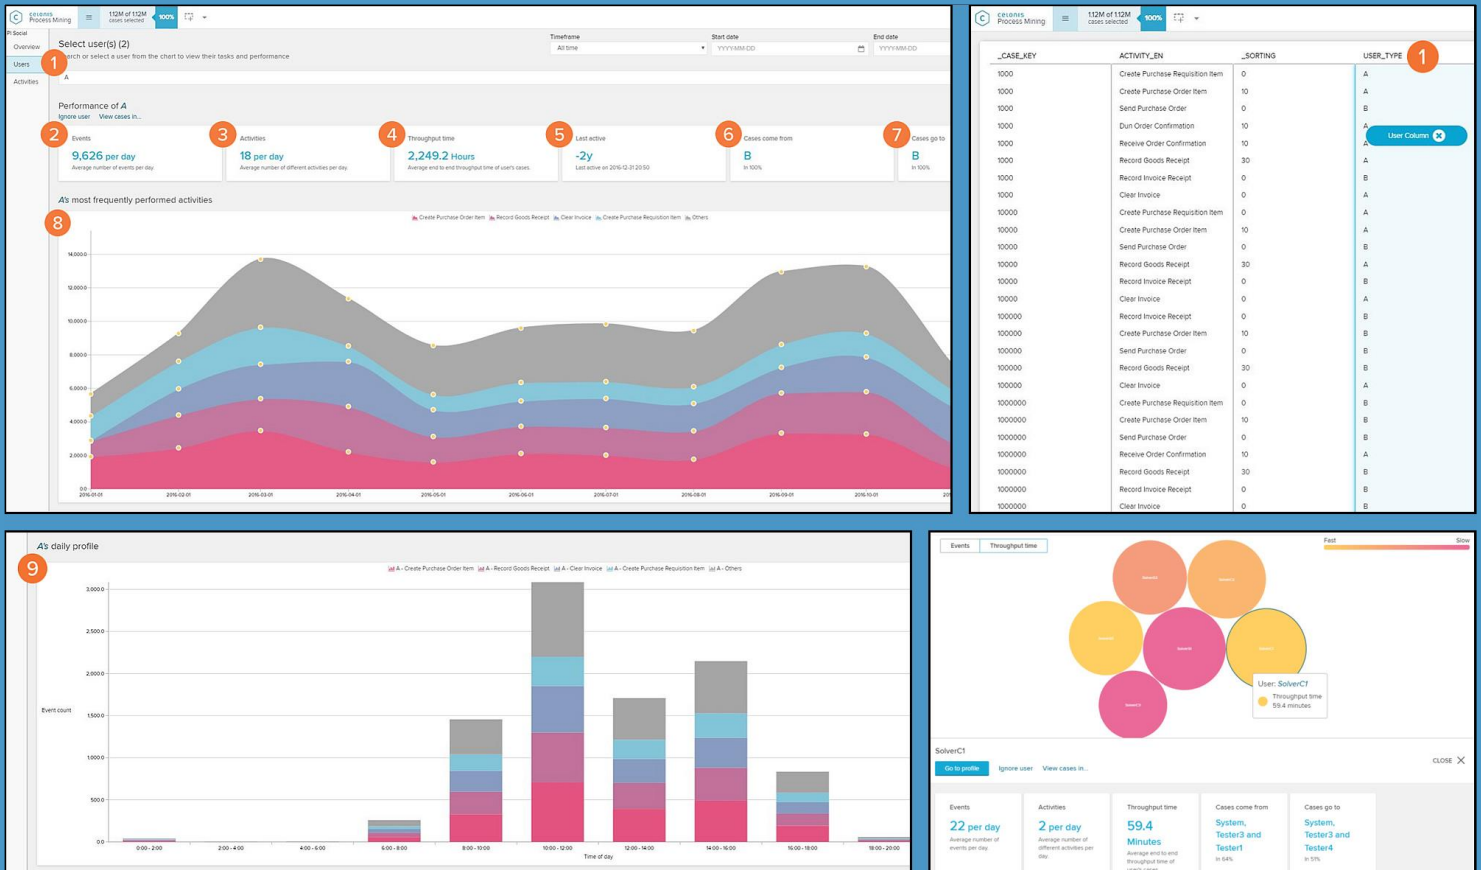 celonis
Process Mining
1.12M of 1.12M
cases selected
100%
PI Social
Overview
Users
Activities
1
Select user(s) (2)
Search or select a user from the chart to view their tasks and performance
Timeframe
All time
Start date
YYYY-MM-DD
End date
YYYY-MM-DD
A
Performance of A
Ignore user View cases in...
2
Events
9,626 per day
Average number of events per day.
3
Activities
18 per day
Average number of different activities per day.
4
Throughput time
2,249.2 Hours
Average end to end throughput time of user's cases.
5
Last active
-2y
Last active on 2016-12-31 20:50
6
Cases come from
B
In 100%
7
Cases go to
B
In 100%
A's most frequently performed activities
8
Create Purchase Order Item Record Goods Receipt Clear Invoice Create Purchase Requisition Item Others
14,000.0
12,000.0
10,000.0
8,000.0
6,000.0
4,000.0
2,000.0
0.0
2016-01-01 2016-02-01 2016-03-01 2016-04-01 2016-05-01 2016-06-01 2016-07-01 2016-08-01 2016-09-01 2016-10-01 201
celonis
Process Mining
1.12M of 1.12M
cases selected
100%
_CASE_KEY ACTIVITY_EN _SORTING USER_TYPE 1
1000 Create Purchase Requisition Item 0 A
1000 Create Purchase Order Item 10 A
1000 Send Purchase Order 0 B
1000 Dun Order Confirmation 10 A
User Column
1000 Receive Order Confirmation 10 A
1000 Record Goods Receipt 30 A
1000 Record Invoice Receipt 0 B
1000 Clear Invoice 0 A
10000 Create Purchase Requisition Item 0 A
10000 Create Purchase Order Item 10 A
10000 Send Purchase Order 0 B
10000 Record Goods Receipt 30 A
10000 Record Invoice Receipt 0 B
10000 Clear Invoice 0 A
100000 Record Invoice Receipt 0 B
100000 Create Purchase Order Item 10 B
100000 Send Purchase Order 0 B
100000 Record Goods Receipt 30 B
100000 Clear Invoice 0 A
1000000 Create Purchase Requisition Item 0 B
1000000 Create Purchase Order Item 10 B
1000000 Send Purchase Order 0 B
1000000 Receive Order Confirmation 10 A
1000000 Record Goods Receipt 30 B
1000000 Record Invoice Receipt 0 B
1000000 Clear Invoice 0 B
A's daily profile
9
A - Create Purchase Order Item A - Record Goods Receipt A - Clear Invoice A - Create Purchase Requisition Item A - Others
3,000.0
2,500.0
2,000.0
Event count
1,500.0
1,000.0
500.0
0.0
0:00 - 2:00 2:00 - 4:00 4:00 - 6:00 6:00 - 8:00 8:00 - 10:00 10:00 - 12:00 12:00 - 14:00 14:00 - 16:00 16:00 - 18:00 18:00 - 20:00
Time of day
Events Throughput time
Fast Slow
User: SolverC1
Throughput time
59.4 minutes
SolverC1
CLOSE X
Go to profile Ignore user View cases in...
Events
22 per day
Average number of
events per day.
Activities
2 per day
Average number of
different activities per
day.
Throughput time
59.4
Minutes
Average end to end
throughput time of
Cases come from
System,
Tester3 and
Tester1
In 64%
Cases go to
System,
Tester3 and
Tester4
In 51%